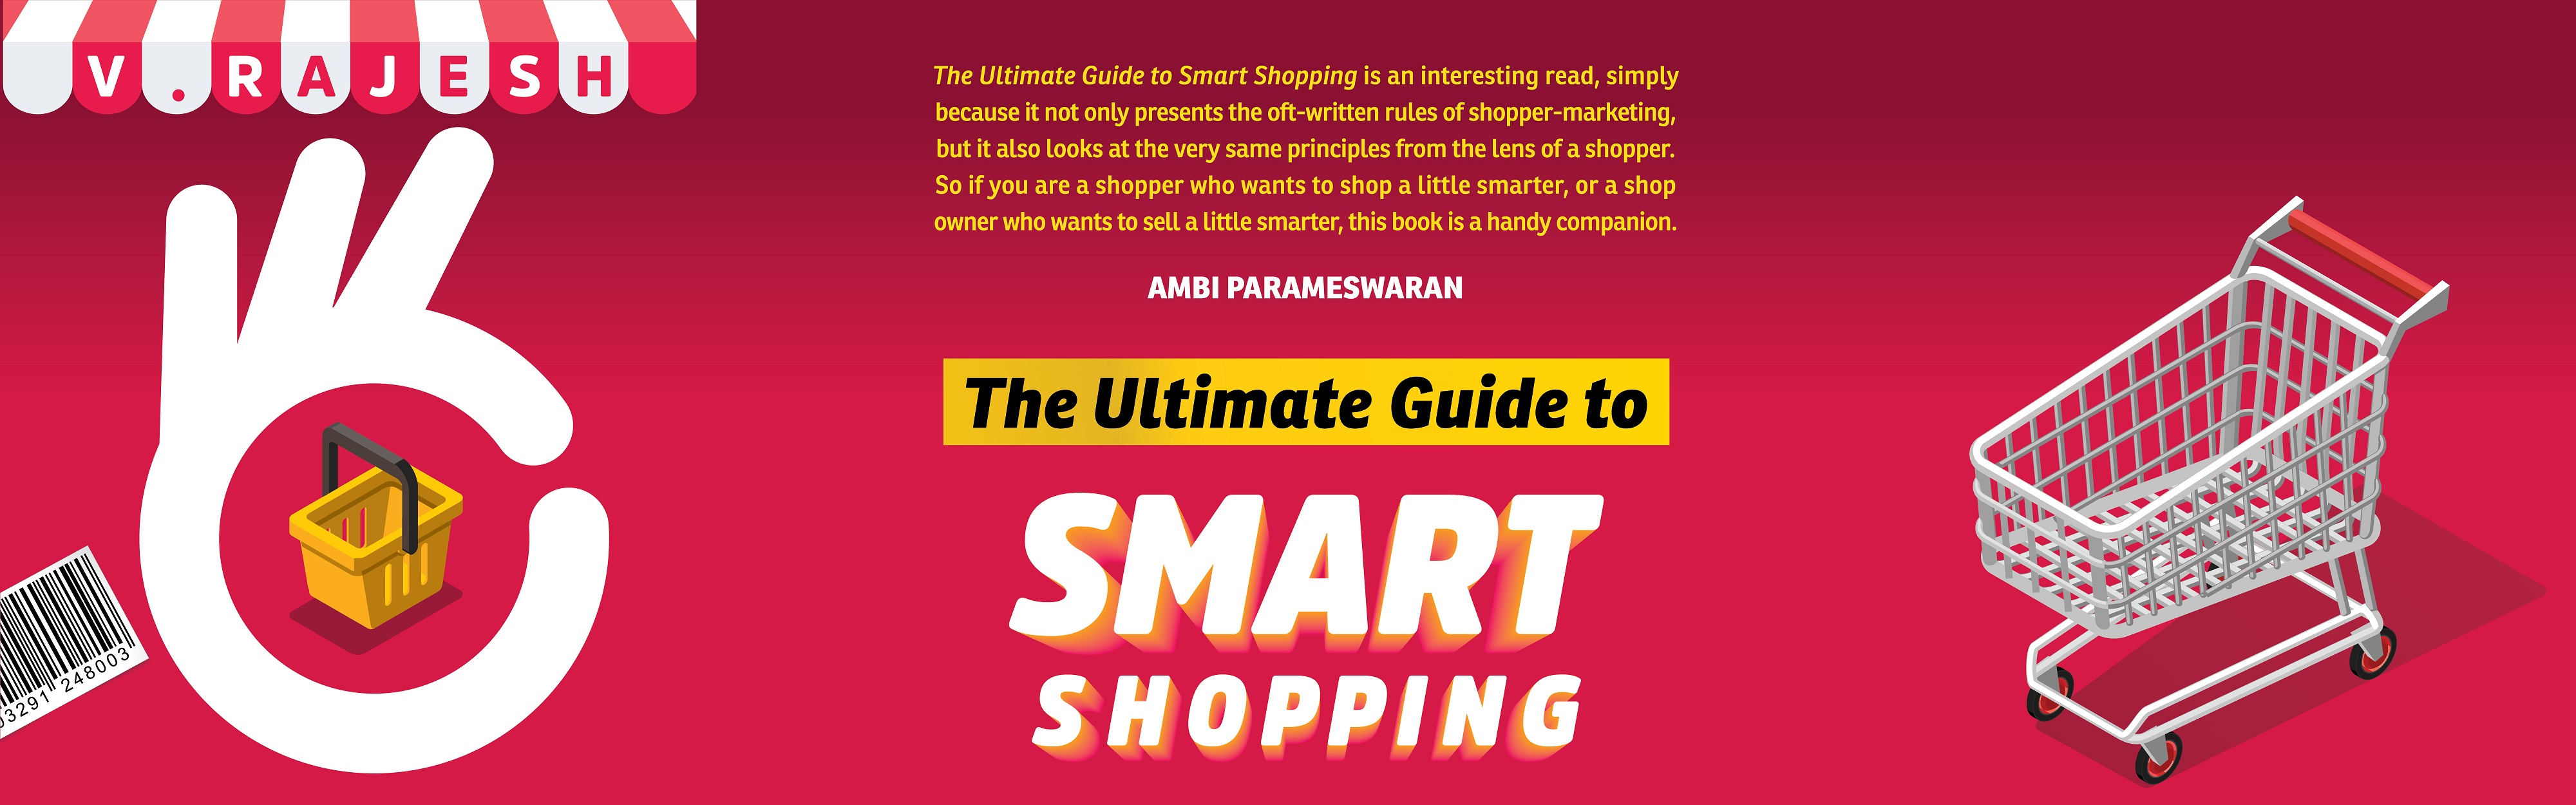 V. RAJESH
The Ultimate Guide to Smart Shopping is an interesting read, simply
because it not only presents the oft-written rules of shopper-marketing,
but it also looks at the very same principles from the lens of a shopper.
So if you are a shopper who wants to shop a little smarter, or a shop
owner who wants to sell a little smarter, this book is a handy companion.
AMBI PARAMESWARAN
The Ultimate Guide to
SMART
SHOPPING
03291 248003